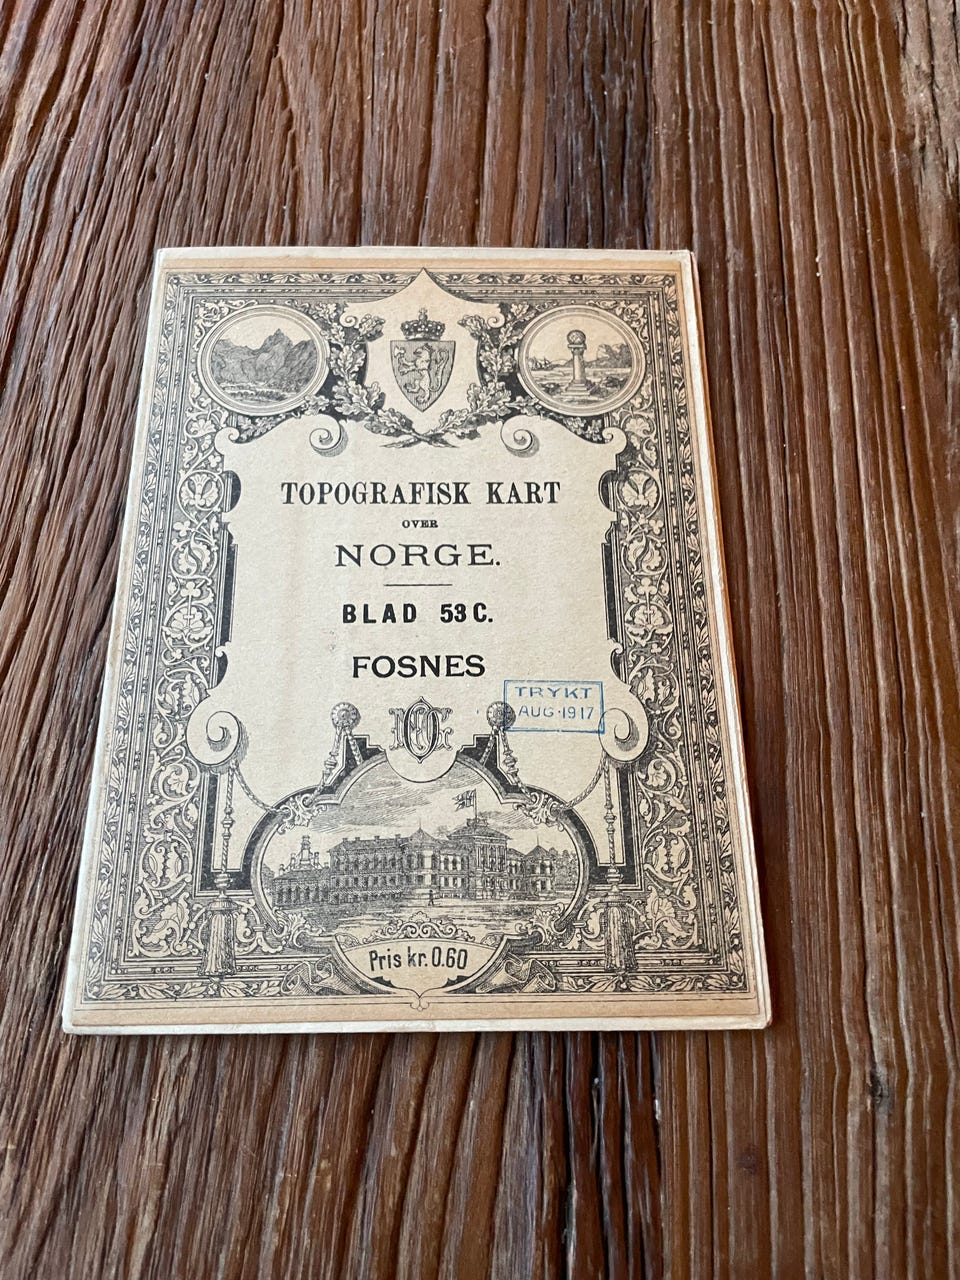 TOPOGRAFISK KART
OVER
NORGE.
BLAD 53 C.
FOSNES
TRYKT
AUG·1917
Pris kr. 0.60